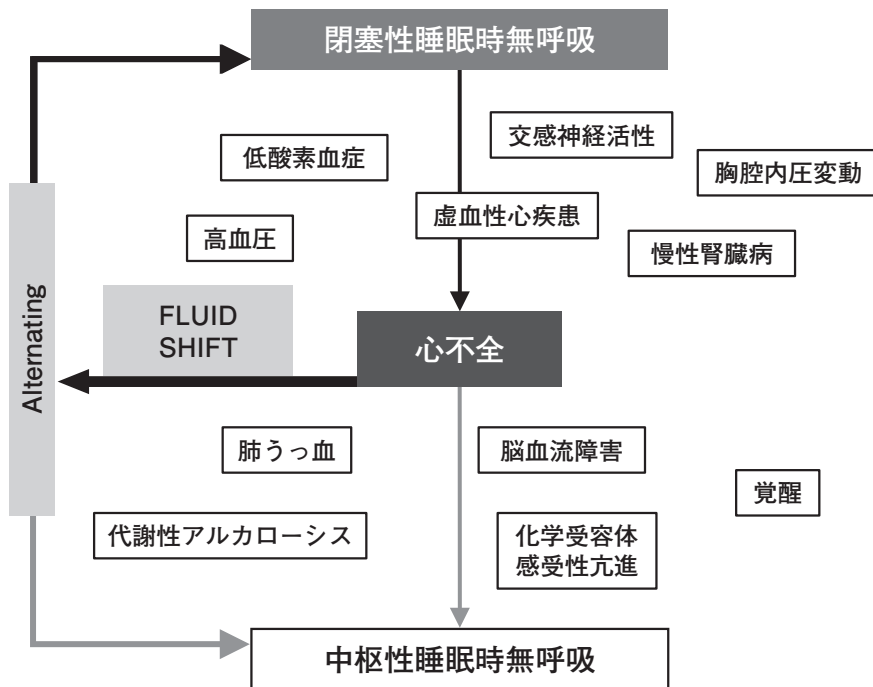 閉塞性睡眠時無呼吸
交感神経活性
低酸素血症
胸腔内圧変動
虚血性心疾患
高血圧
慢性腎臓病
Alternating
FLUID
SHIFT
心不全
肺うっ血
脳血流障害
覚醒
代謝性アルカローシス
化学受容体
感受性亢進
中枢性睡眠時無呼吸